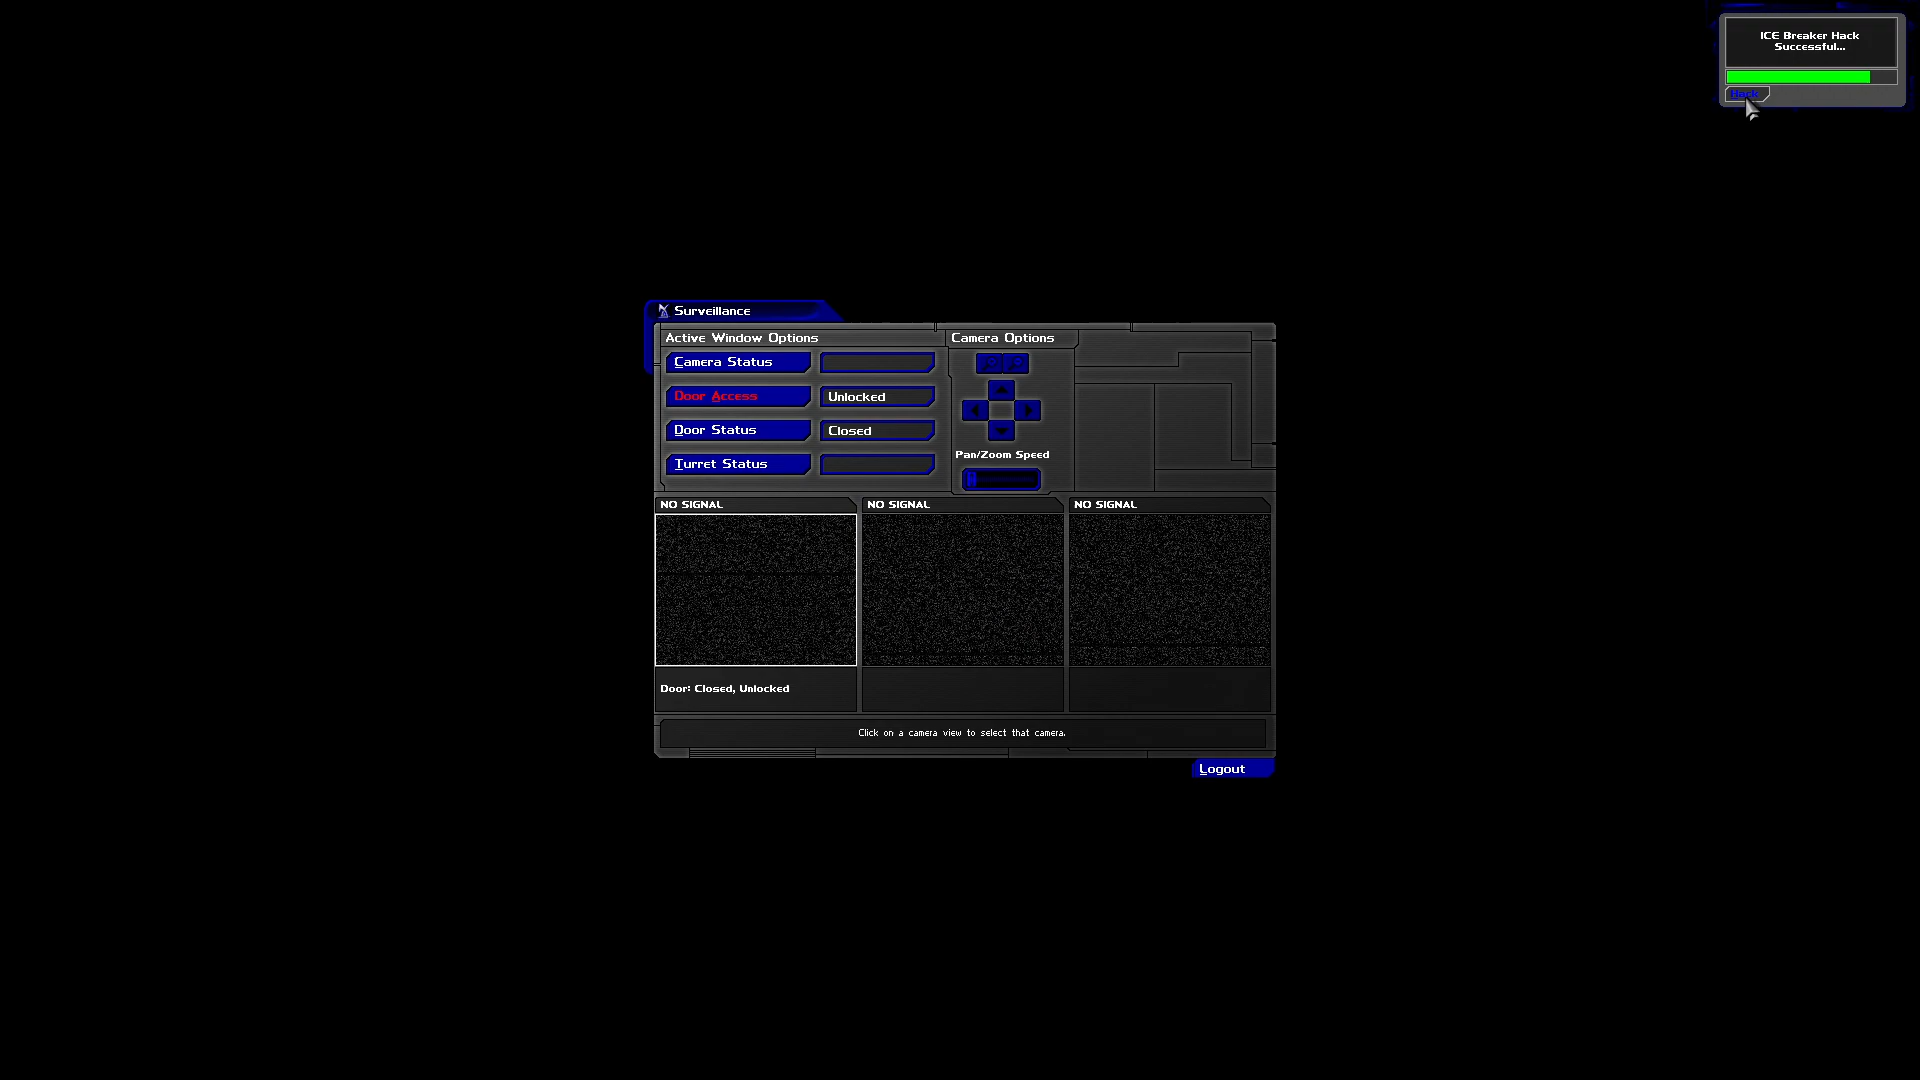 ICE Breaker Hack
Successful...
Hack
Surveillance
Active Window Options
Camera Options
Camera Status
Door Access
Unlocked
Door Status
Closed
Turret Status
Pan/Zoom Speed
NO SIGNAL
NO SIGNAL
NO SIGNAL
Door: Closed, Unlocked
Click on a camera view to select that camera.
Logout